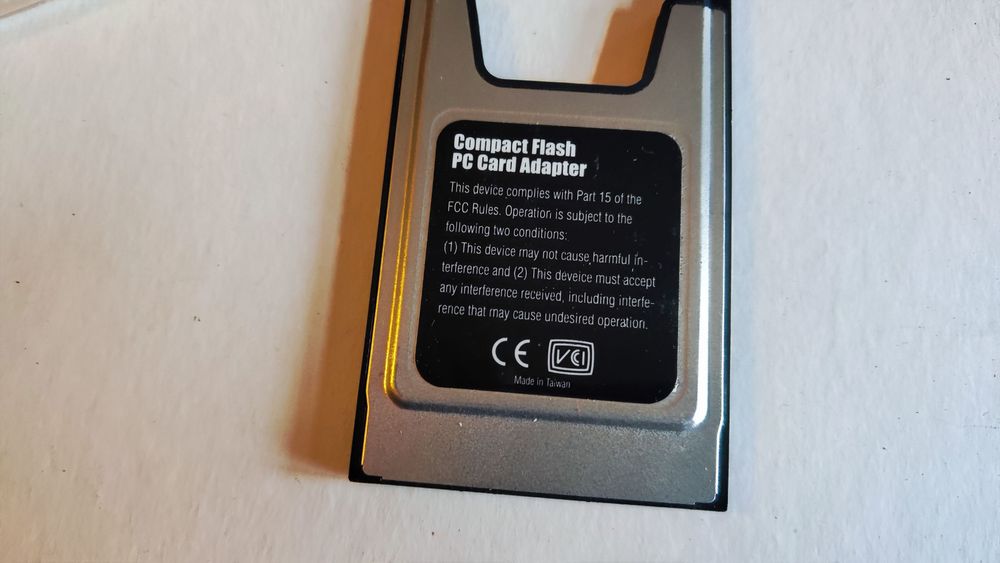 Compact Flash
PC Card Adapter
This device complies with Part 15 of the
FCC Rules. Operation is subject to the
following two conditions:
(1) This device may not cause harmful in-
terference and (2) This deveice must accept
any interference received, including interfe-
rence that may cause undesired operation.
CE VCI
Made in Taiwan